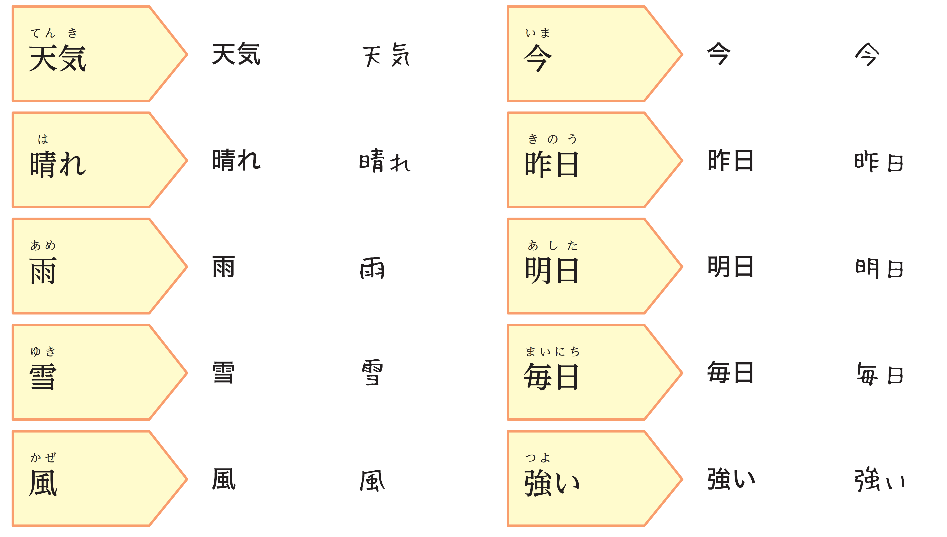 てんき
天気 天気 天気
は
晴れ 晴れ 晴れ
あめ
雨 雨 雨
ゆき
雪 雪 雪
かぜ
風 風 風
いま
今 今 今
きのう
昨日 昨日 昨日
あした
明日 明日 明日
まいにち
毎日 毎日 毎日
つよ
強い 強い 強い